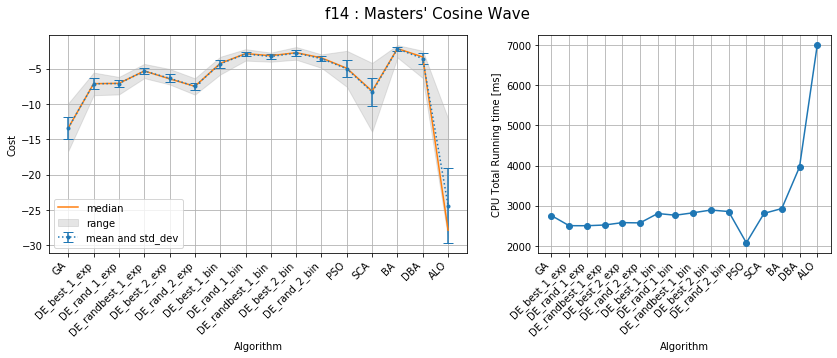 f14 : Masters' Cosine Wave
Cost
−5
−10
−15
−20
−25
−30
median
range
mean and std_dev
GA
DE_best_1_exp
DE_rand_1_exp
DE_randbest_1_exp
DE_best_2_exp
DE_rand_2_exp
DE_best_1_bin
DE_rand_1_bin
DE_randbest_1_bin
DE_best_2_bin
DE_rand_2_bin
PSO
SCA
BA
DBA
ALO
Algorithm
CPU Total Running time [ms]
7000
6000
5000
4000
3000
2000
GA
DE_best_1_exp
DE_rand_1_exp
DE_randbest_1_exp
DE_best_2_exp
DE_rand_2_exp
DE_best_1_bin
DE_rand_1_bin
DE_randbest_1_bin
DE_best_2_bin
DE_rand_2_bin
PSO
SCA
BA
DBA
ALO
Algorithm